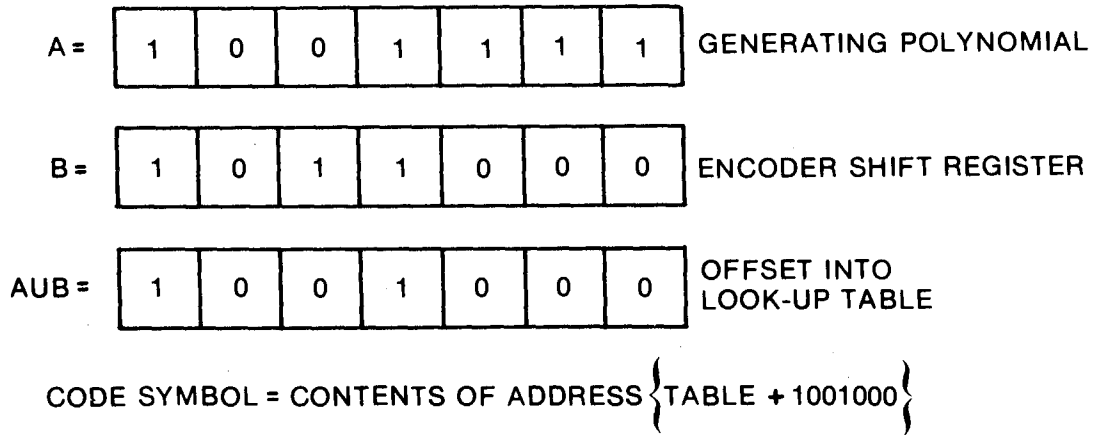 A = 1 0 0 1 1 1 1 GENERATING POLYNOMIAL
B = 1 0 1 1 0 0 0 ENCODER SHIFT REGISTER
AUB = 1 0 0 1 0 0 0 OFFSET INTO
LOOK-UP TABLE
CODE SYMBOL = CONTENTS OF ADDRESS {TABLE + 1001000}